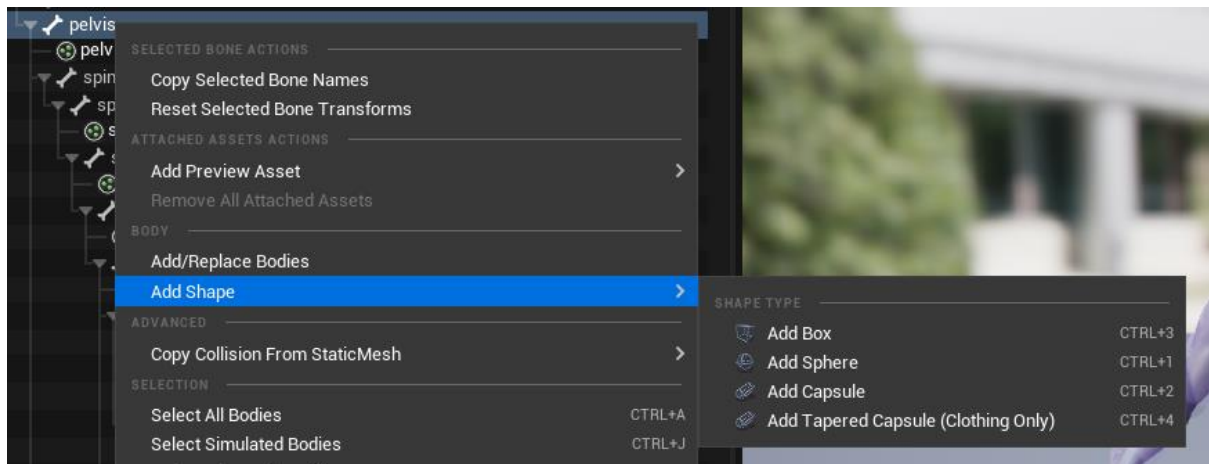 pelvis
pelv
SELECTED BONE ACTIONS
spin
Copy Selected Bone Names
sp
Reset Selected Bone Transforms
s
ATTACHED ASSETS ACTIONS
s
Add Preview Asset
Remove All Attached Assets
BODY
Add/Replace Bodies
Add Shape
SHAPE TYPE
ADVANCED
Add Box CTRL+3
Copy Collision From StaticMesh
Add Sphere CTRL+1
SELECTION
Add Capsule CTRL+2
Select All Bodies CTRL+A
Add Tapered Capsule (Clothing Only) CTRL+4
Select Simulated Bodies CTRL+J